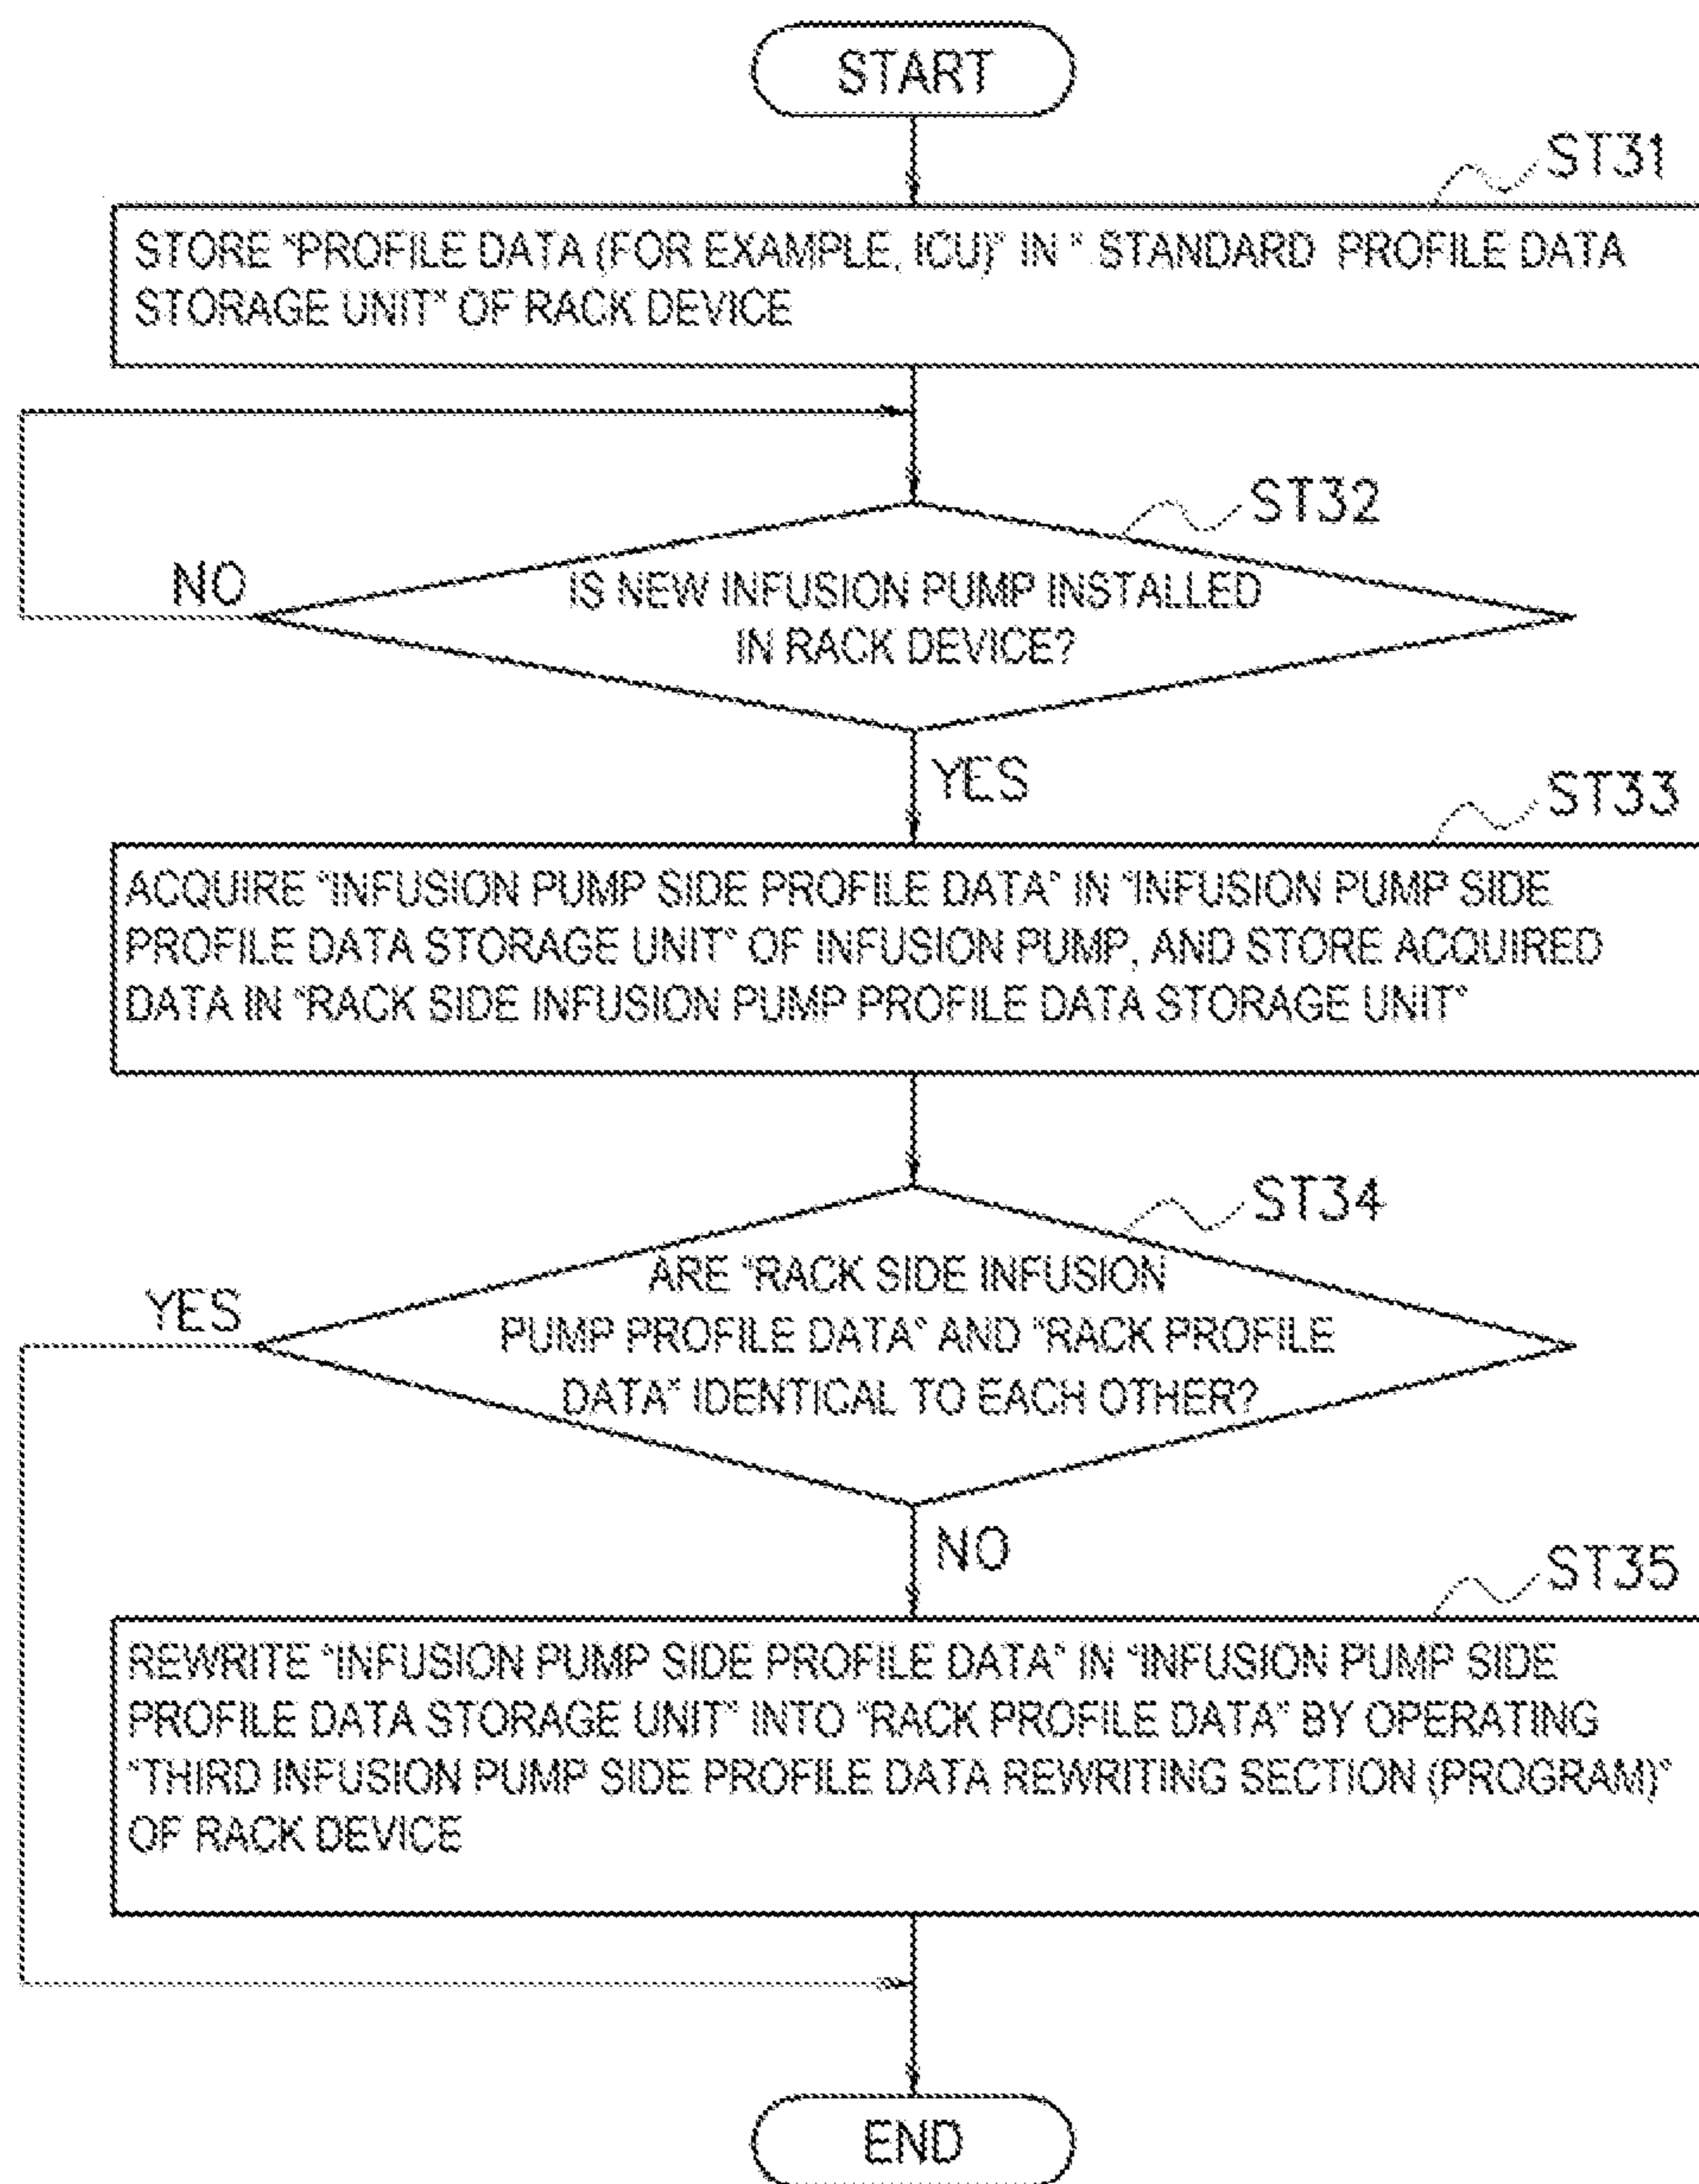 START
ST31
STORE "PROFILE DATA (FOR EXAMPLE, ICU)" IN " STANDARD PROFILE DATA
STORAGE UNIT" OF RACK DEVICE
ST32
NO
IS NEW INFUSION PUMP INSTALLED
IN RACK DEVICE?
YES
ST33
ACQUIRE "INFUSION PUMP SIDE PROFILE DATA" IN "INFUSION PUMP SIDE
PROFILE DATA STORAGE UNIT" OF INFUSION PUMP, AND STORE ACQUIRED
DATA IN "RACK SIDE INFUSION PUMP PROFILE DATA STORAGE UNIT"
ST34
YES
ARE "RACK SIDE INFUSION
PUMP PROFILE DATA" AND "RACK PROFILE
DATA" IDENTICAL TO EACH OTHER?
NO
ST35
REWRITE "INFUSION PUMP SIDE PROFILE DATA" IN "INFUSION PUMP SIDE
PROFILE DATA STORAGE UNIT" INTO "RACK PROFILE DATA" BY OPERATING
"THIRD INFUSION PUMP SIDE PROFILE DATA REWRITING SECTION (PROGRAM)"
OF RACK DEVICE
END